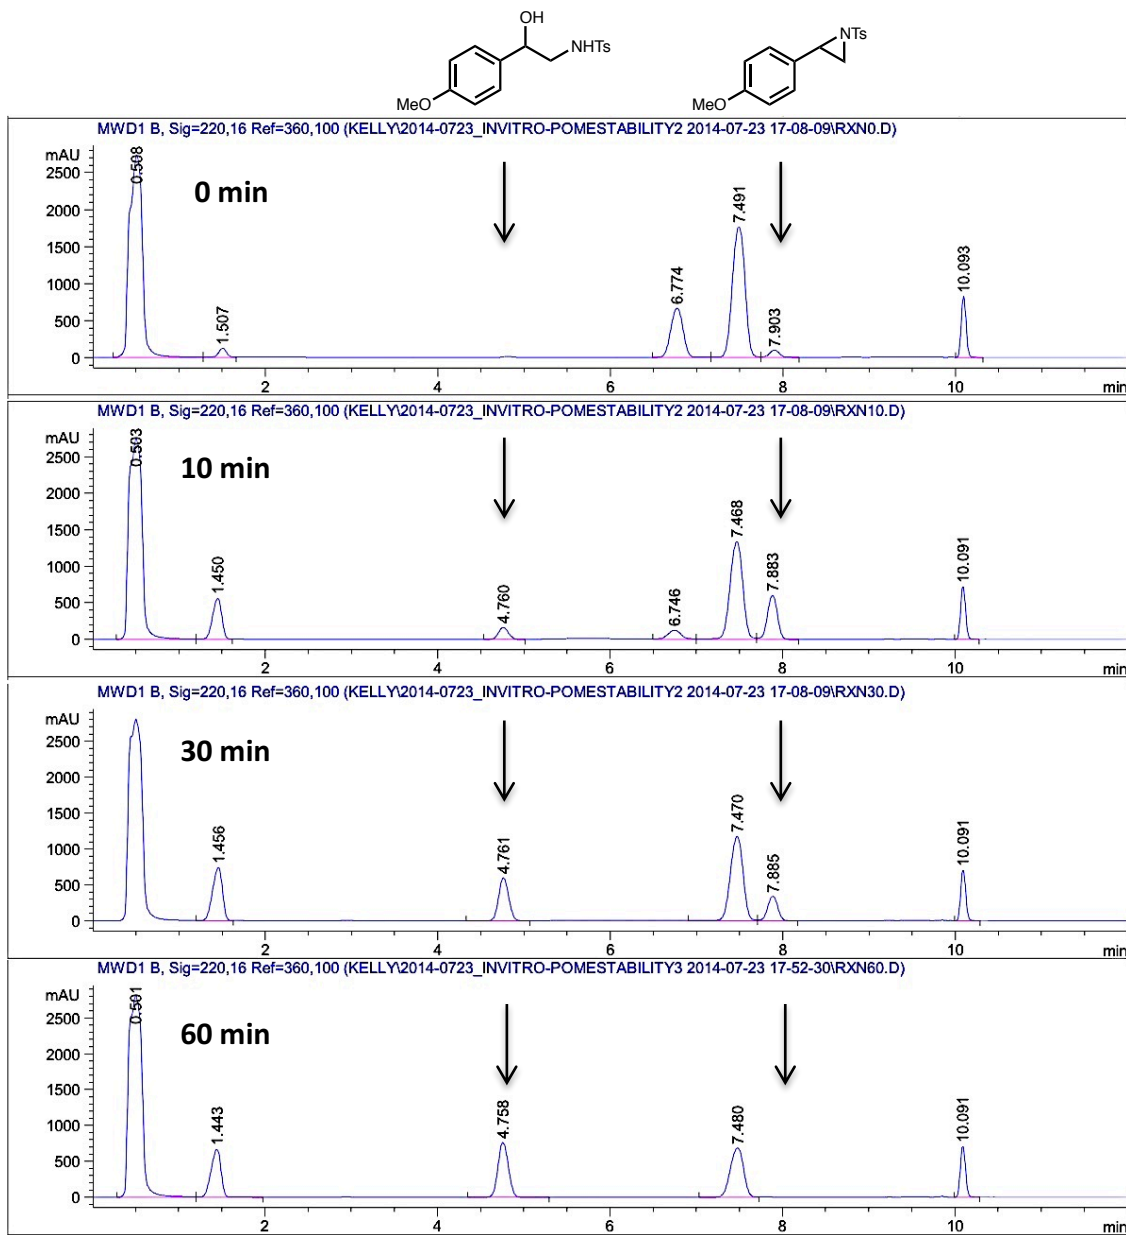 OH
NHTs
MeO
NTs
MeO
MWD1 B, Sig=220,16 Ref=360,100 (KELLY\2014-0723_INVITRO-POMESTABILITY2 2014-07-23 17-08-09\RXN0.D)
mAU
2500
2000
1500
1000
500
0
0 min
0.508
1.507
6.774
7.491
7.903
10.093
2 4 6 8 10 min
MWD1 B, Sig=220,16 Ref=360,100 (KELLY\2014-0723_INVITRO-POMESTABILITY2 2014-07-23 17-08-09\RXN10.D)
mAU
2500
2000
1500
1000
500
0
10 min
0.503
1.450
4.760
6.746
7.468
7.883
10.091
2 4 6 8 10 min
MWD1 B, Sig=220,16 Ref=360,100 (KELLY\2014-0723_INVITRO-POMESTABILITY2 2014-07-23 17-08-09\RXN30.D)
mAU
2500
2000
1500
1000
500
0
30 min
1.456
4.761
7.470
7.885
10.091
2 4 6 8 10 min
MWD1 B, Sig=220,16 Ref=360,100 (KELLY\2014-0723_INVITRO-POMESTABILITY3 2014-07-23 17-52-30\RXN60.D)
mAU
2500
2000
1500
1000
500
0
60 min
0.501
1.443
4.758
7.480
10.091
2 4 6 8 10 min